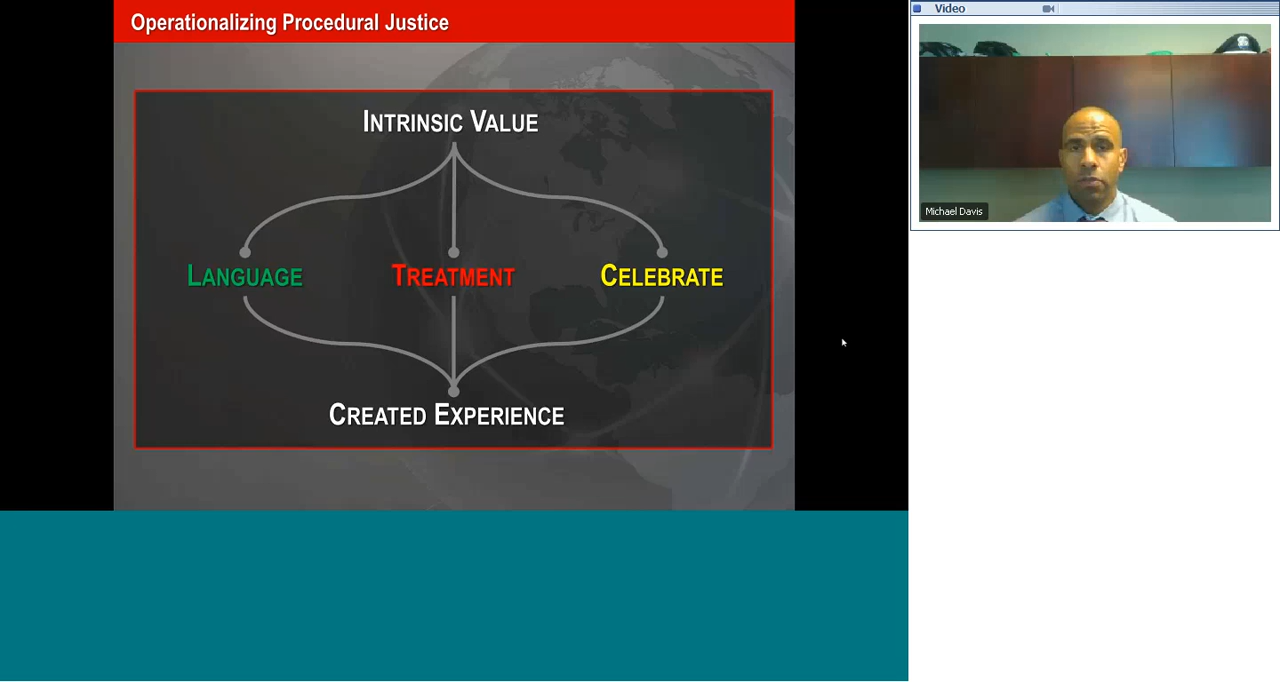 Operationalizing Procedural Justice
INTRINSIC VALUE
LANGUAGE TREATMENT CELEBRATE
CREATED EXPERIENCE
Video
Michael Davis